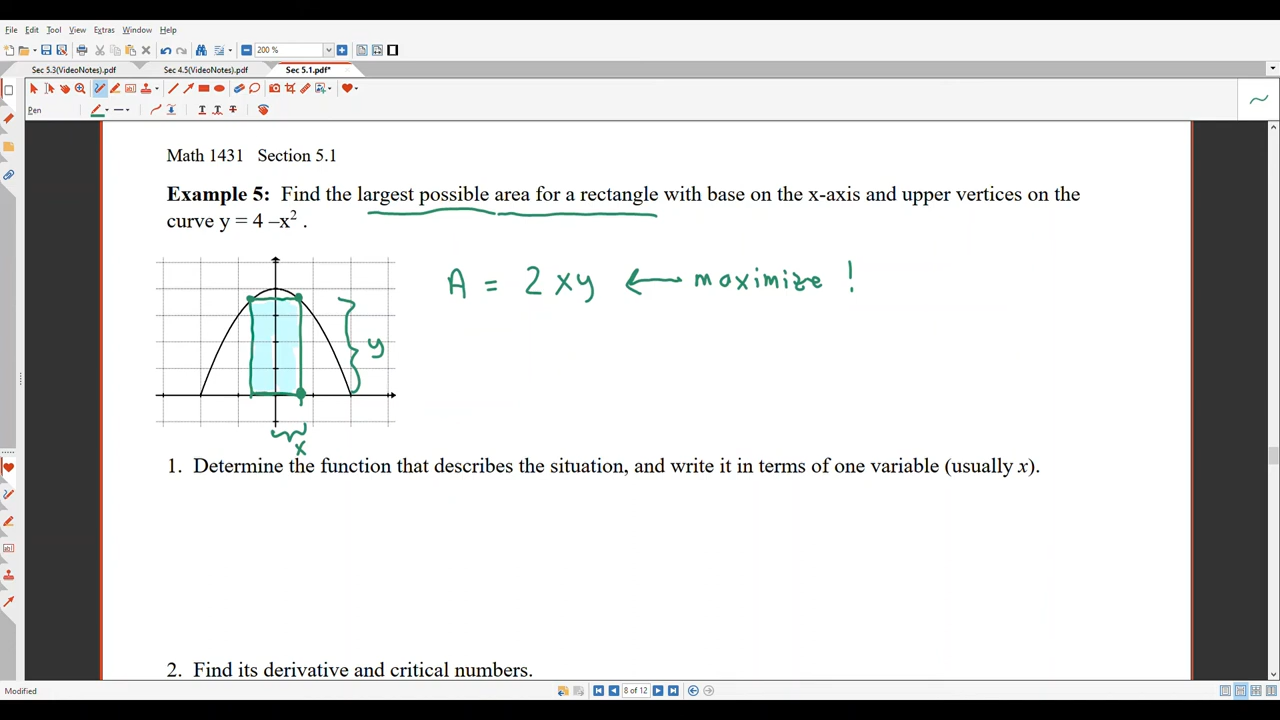 File Edit Tool View Extras Window Help
200 %
Sec 5.3(VideoNotes).pdf Sec 4.5(VideoNotes).pdf Sec 5.1.pdf*
Pen
Math 1431 Section 5.1
Example 5: Find the largest possible area for a rectangle with base on the x-axis and upper vertices on the
curve y = 4 –x² .
A = 2xy ← maximize !
y
x
1. Determine the function that describes the situation, and write it in terms of one variable (usually x).
2. Find its derivative and critical numbers.
Modified
8 of 12